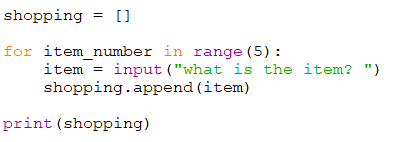 shopping = []
for item_number in range(5):
    item = input("what is the item? ")
    shopping.append(item)
print(shopping)